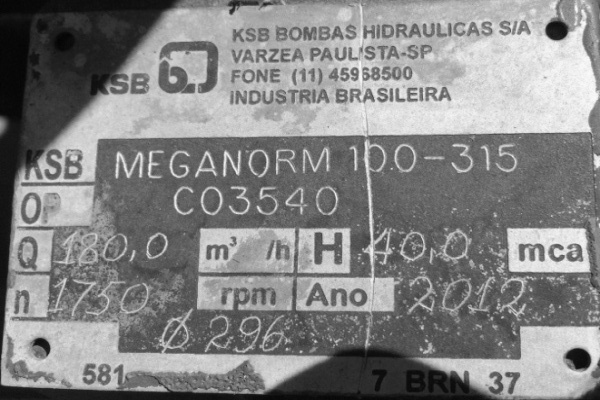 KSB BOMBAS HIDRAULICAS S/A
VARZEA PAULISTA-SP
FONE (11) 45968500
INDUSTRIA BRASILEIRA
KSB
KSB MEGANORM 100-315
OP C03540
Q 180,0 m³/h H 40,0 mca
n 1750 rpm Ano 2012
Ø 296
581 7 BRN 37